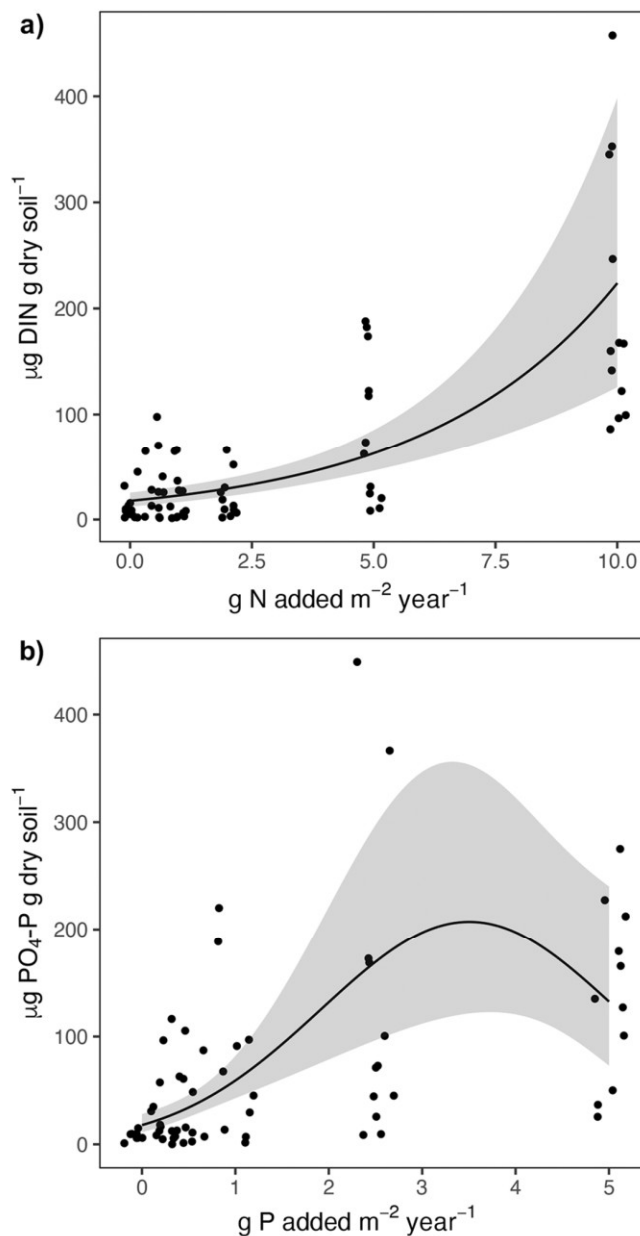 a)
400
300
200
100
0
µg DIN g dry soil⁻¹
0.0 2.5 5.0 7.5 10.0
g N added m⁻² year⁻¹
b)
400
300
200
100
0
µg PO₄-P g dry soil⁻¹
0 1 2 3 4 5
g P added m⁻² year⁻¹